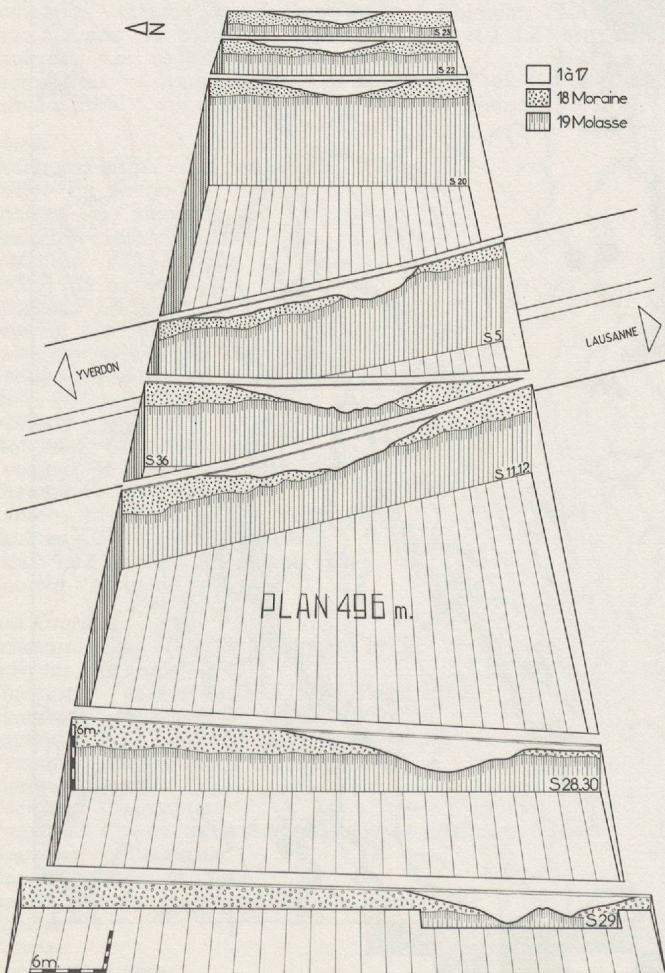 N
S 23
S 22
1 à 17
18 Moraine
19 Molasse
S 20
S 5
YVERDON
LAUSANNE
S 36
S 11.12
PLAN 496 m.
6m.
S 28.30
S 29
6m.